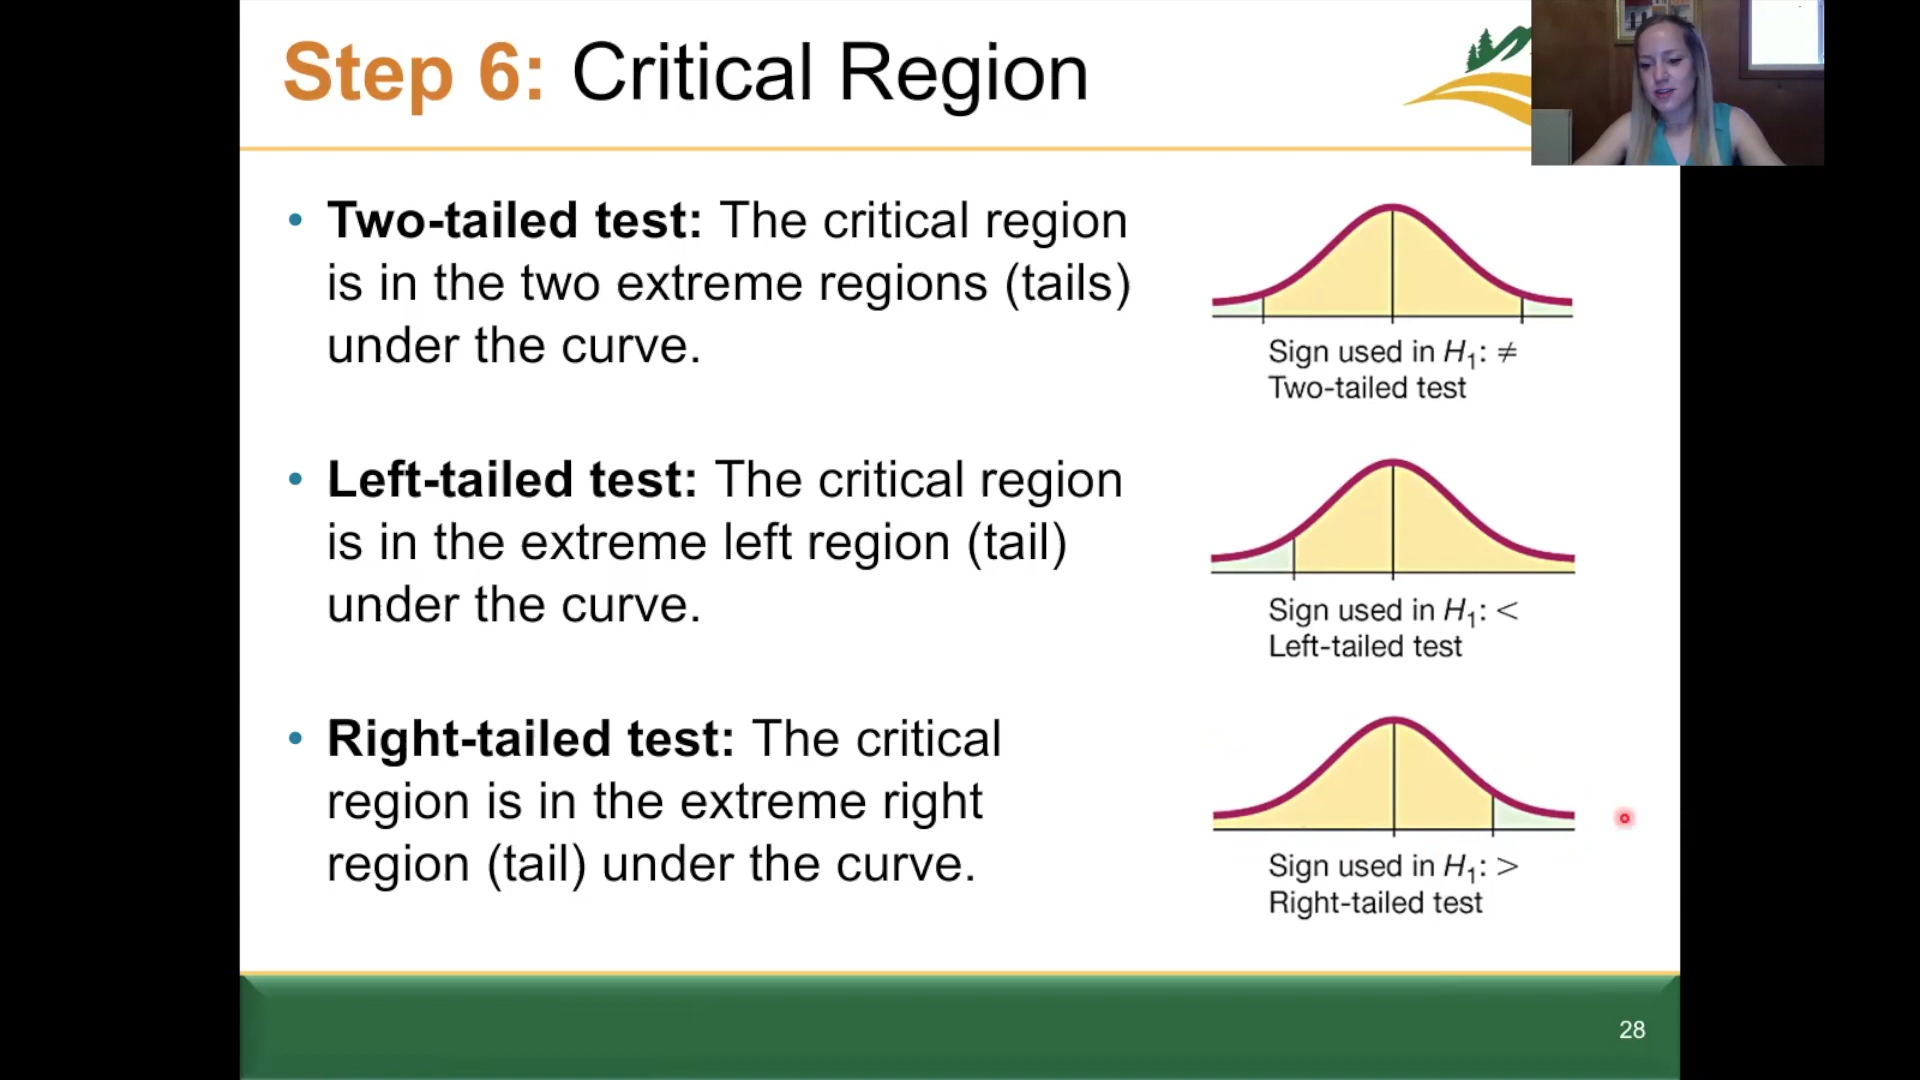 Step 6: Critical Region
• Two-tailed test: The critical region
is in the two extreme regions (tails)
under the curve.
Sign used in H₁: ≠
Two-tailed test
• Left-tailed test: The critical region
is in the extreme left region (tail)
under the curve.
Sign used in H₁: <
Left-tailed test
• Right-tailed test: The critical
region is in the extreme right
region (tail) under the curve.
Sign used in H₁: >
Right-tailed test
28